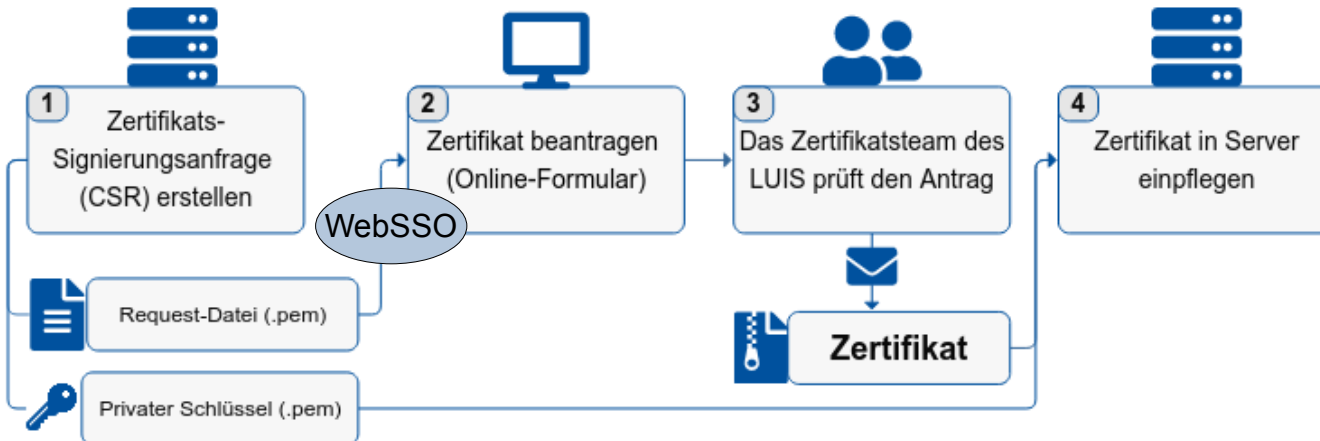 1
Zertifikats-
Signierungsanfrage
(CSR) erstellen
2
Zertifikat beantragen
(Online-Formular)
WebSSO
3
Das Zertifikatsteam des
LUIS prüft den Antrag
4
Zertifikat in Server
einpflegen
Request-Datei (.pem)
Zertifikat
Privater Schlüssel (.pem)